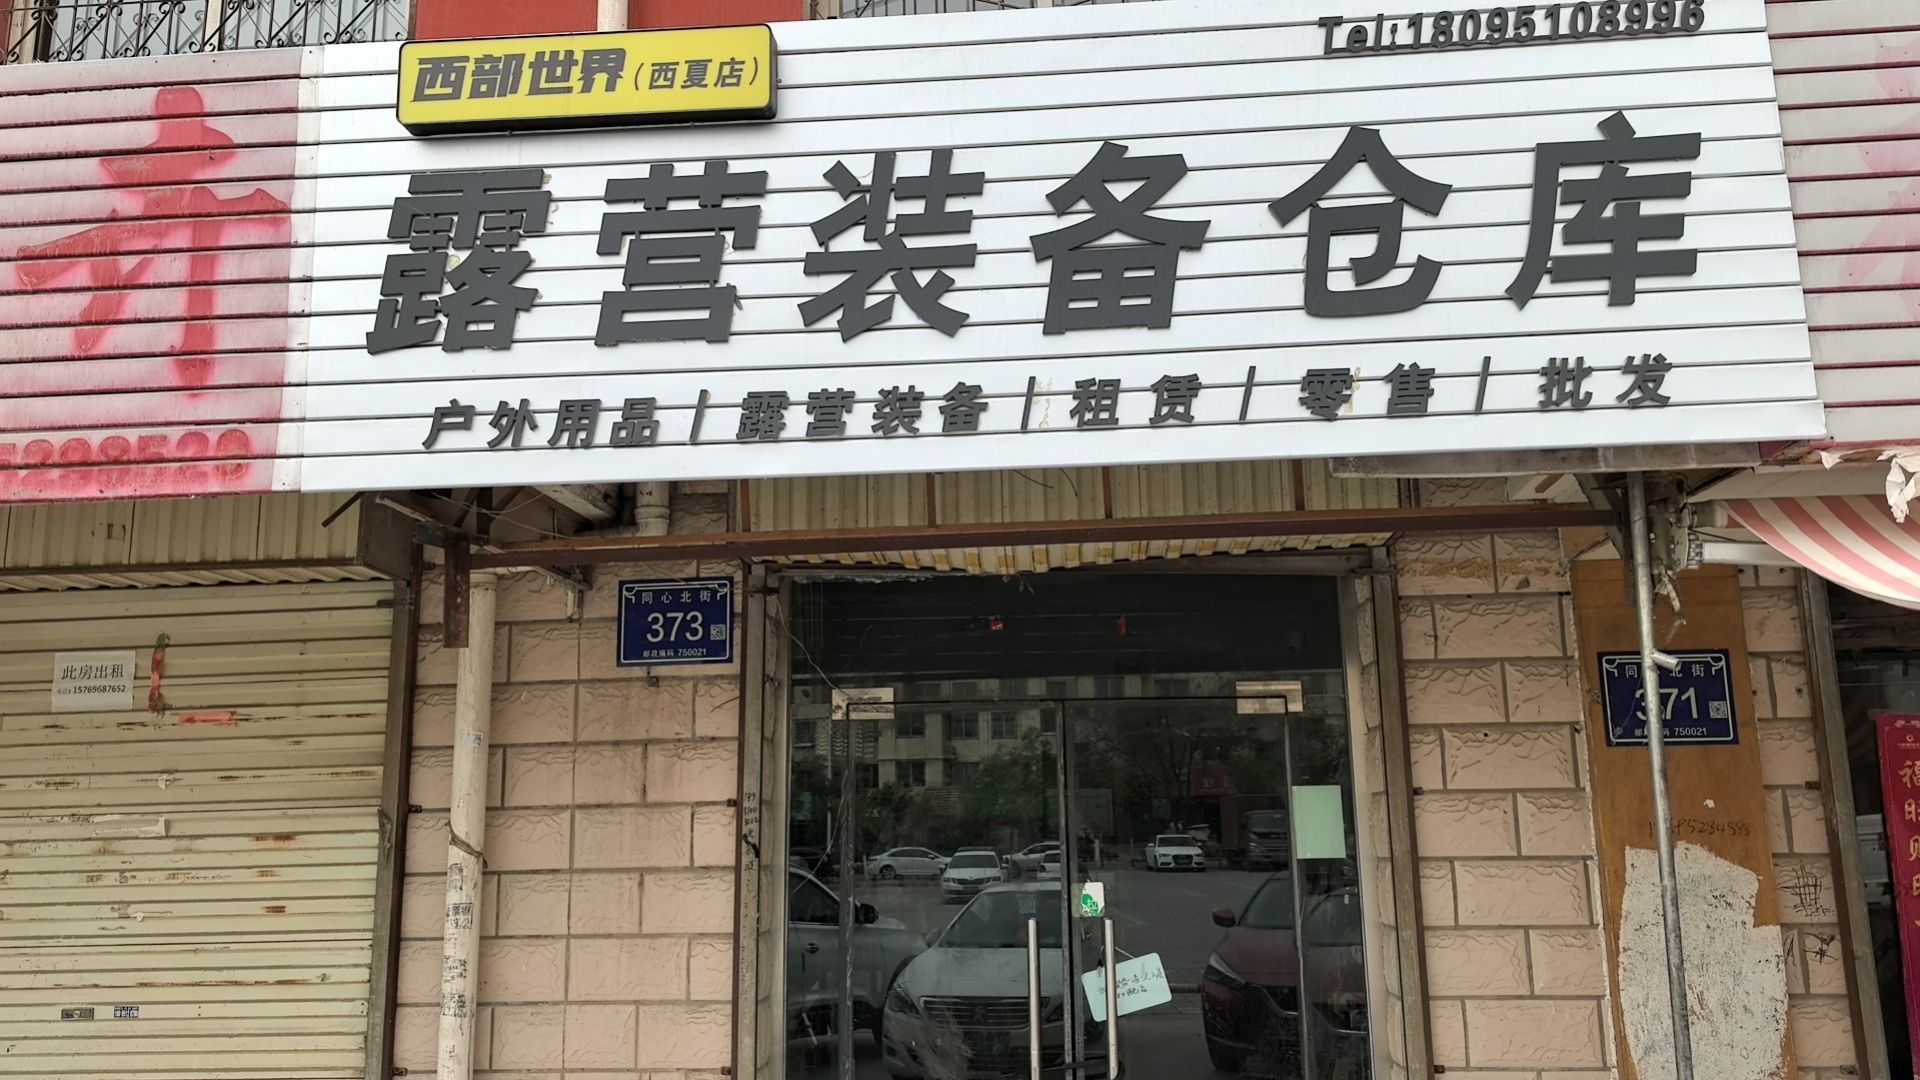 Tel:18095108996
西部世界(西夏店)
露营装备仓库
户外用品|露营装备|租赁|零售|批发
同心北街
373
邮政编码 750021
此房出租
电话:15769687652
同心北街
371
邮政编码 750021